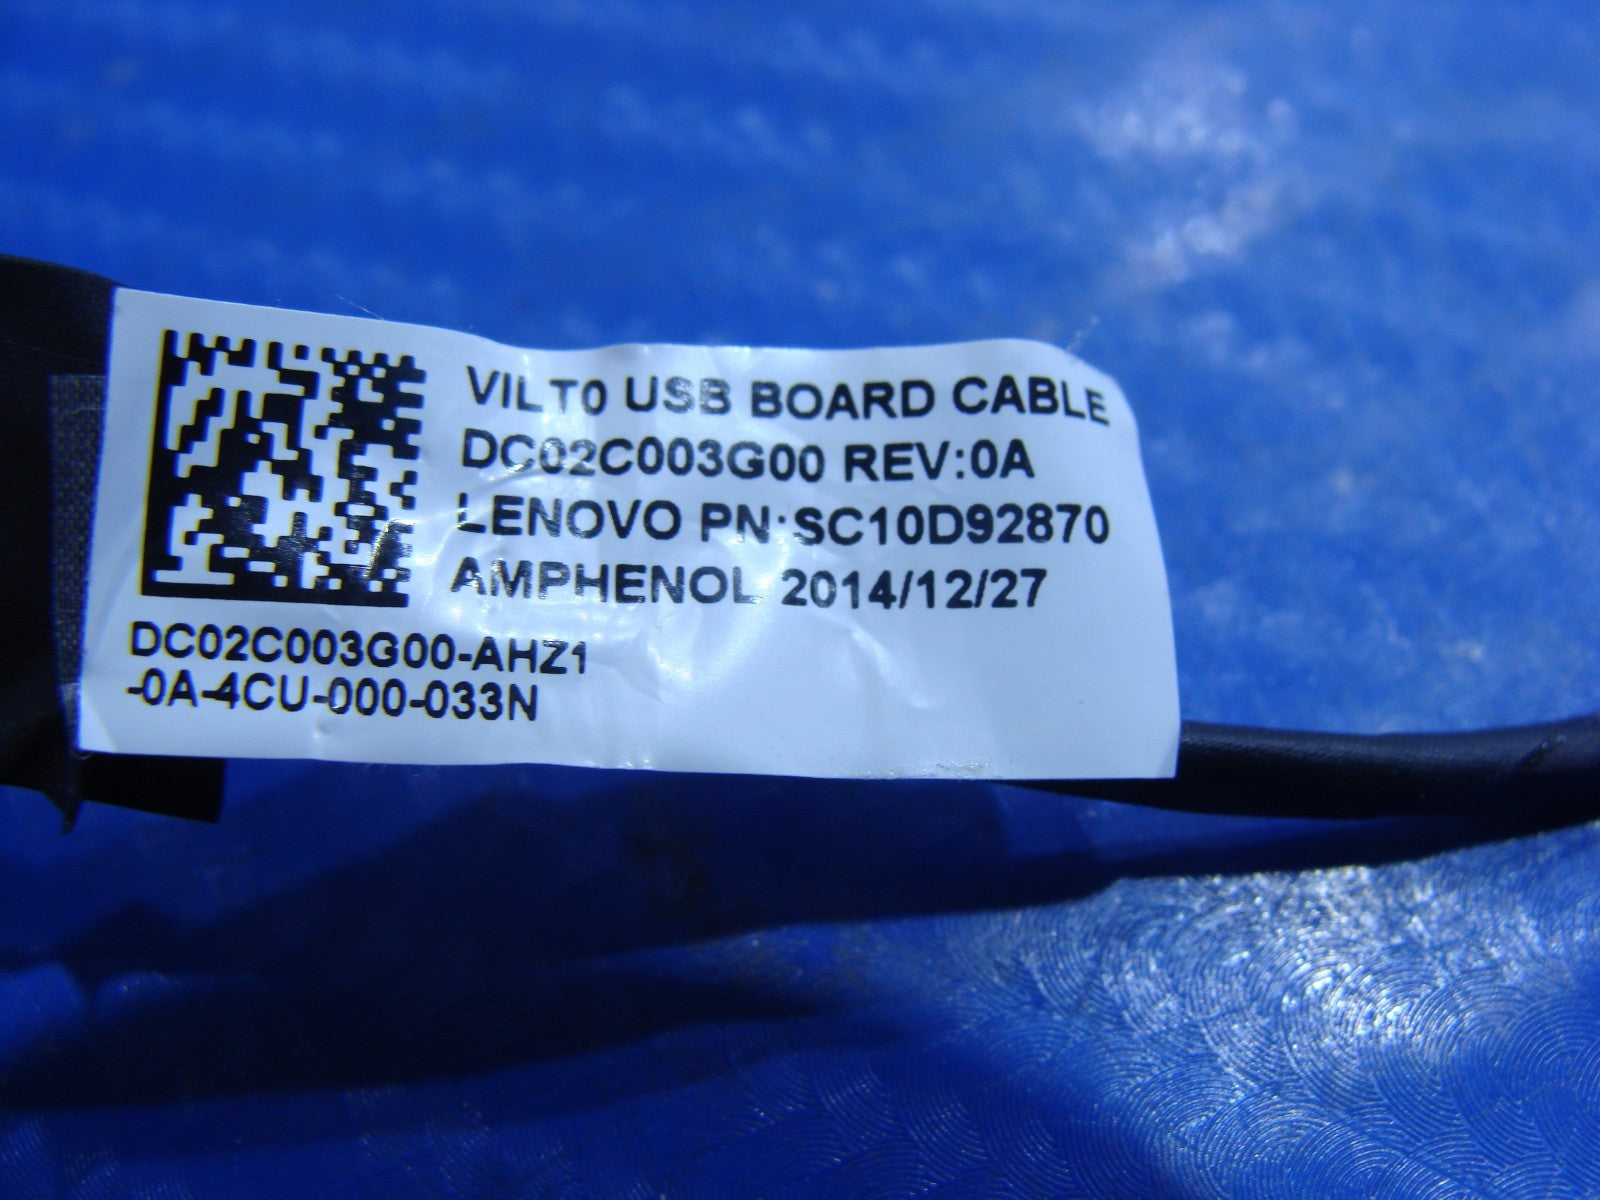 VILT0 USB BOARD CABLE
DC02C003G00 REV:0A
LENOVO PN:SC10D92870
AMPHENOL 2014/12/27
DC02C003G00-AHZ1
-0A-4CU-000-033N